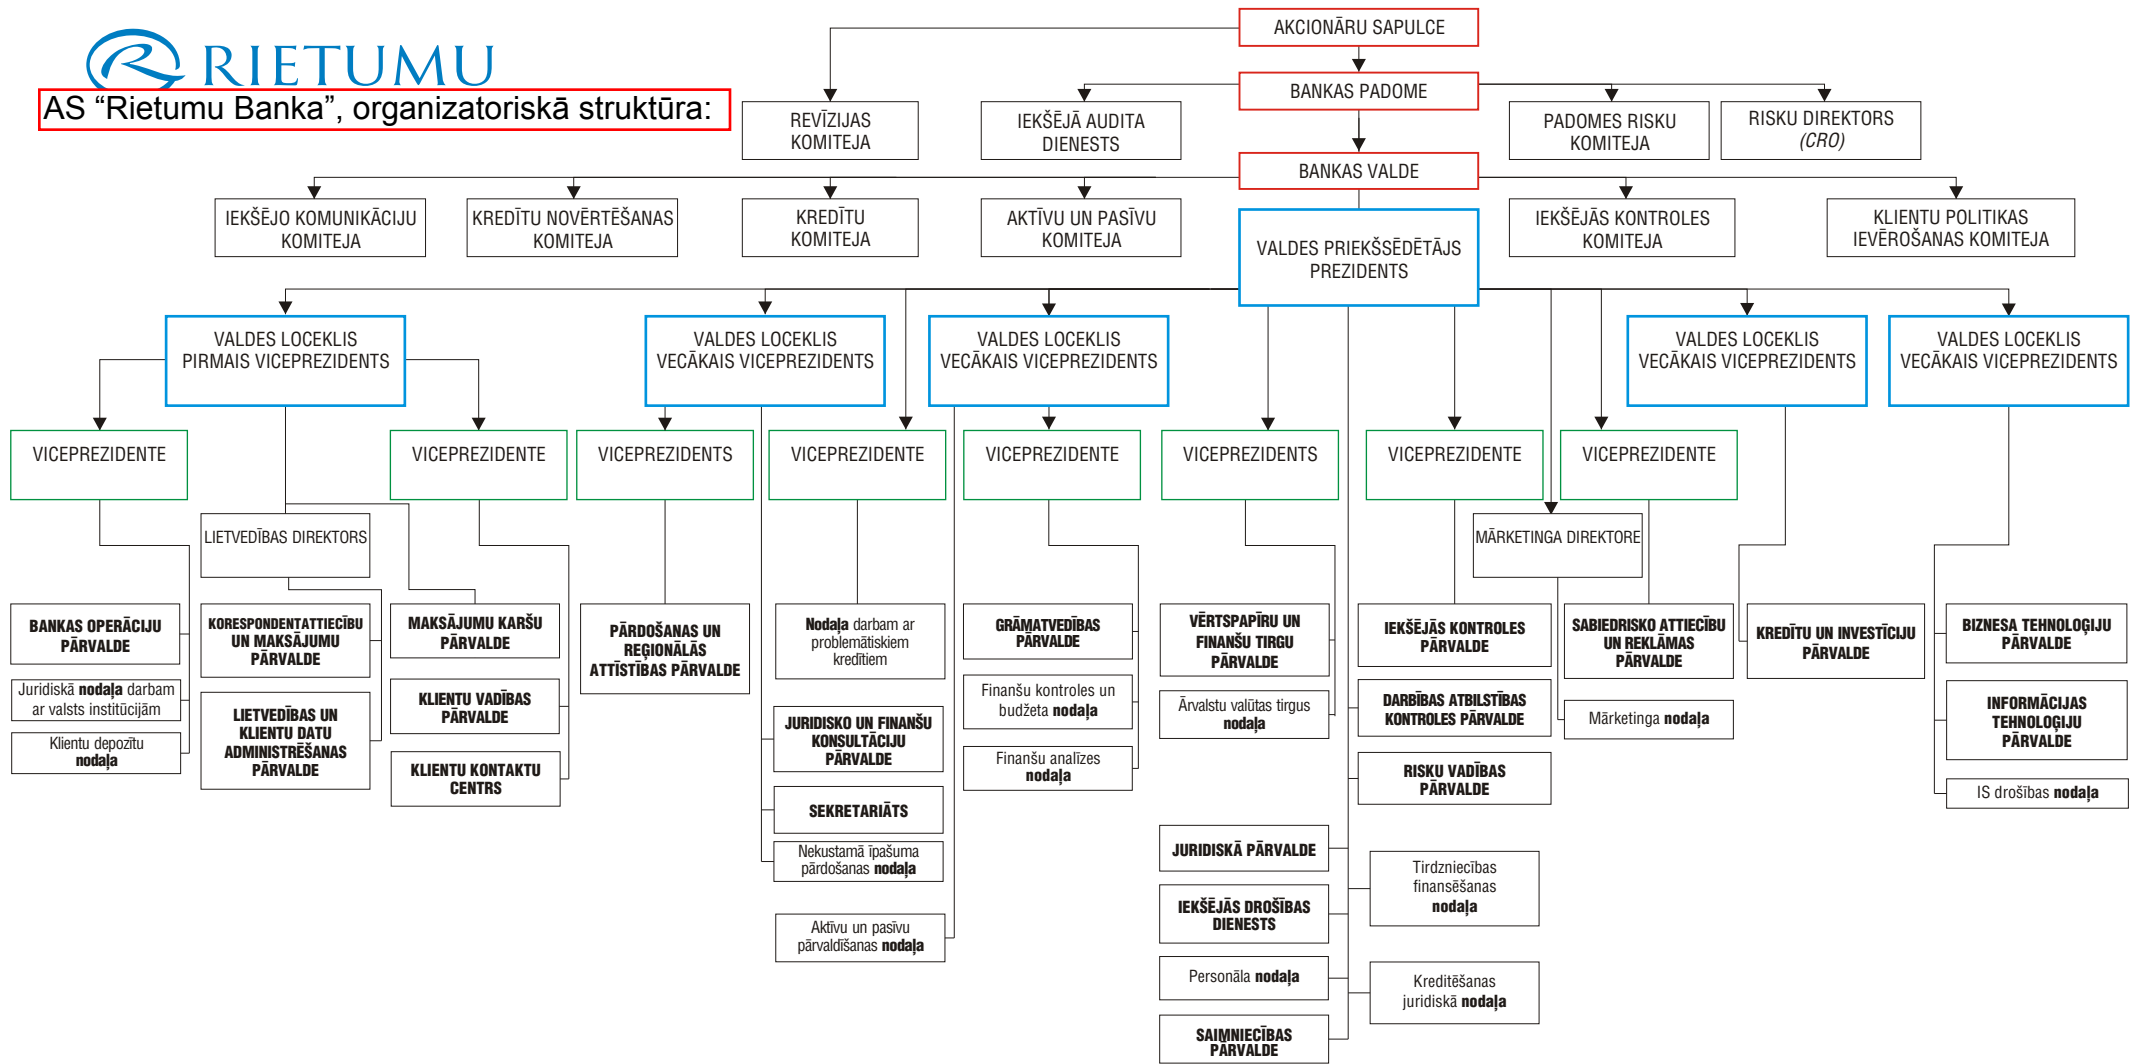 RIETUMU
AS “Rietumu Banka”, organizatoriskā struktūra:
AKCIONĀRU SAPULCE
BANKAS PADOME
REVĪZIJAS
KOMITEJA
IEKŠĒJĀ AUDITA
DIENESTS
PADOMES RISKU
KOMITEJA
RISKU DIREKTORS
(CRO)
BANKAS VALDE
IEKŠĒJO KOMUNIKĀCIJU
KOMITEJA
KREDĪTU NOVĒRTĒŠANAS
KOMITEJA
KREDĪTU
KOMITEJA
AKTĪVU UN PASĪVU
KOMITEJA
IEKŠĒJĀS KONTROLES
KOMITEJA
KLIENTU POLITIKAS
IEVĒROŠANAS KOMITEJA
VALDES PRIEKŠSĒDĒTĀJS
PREZIDENTS
VALDES LOCEKLIS
PIRMAIS VICEPREZIDENTS
VALDES LOCEKLIS
VECĀKAIS VICEPREZIDENTS
VALDES LOCEKLIS
VECĀKAIS VICEPREZIDENTS
VALDES LOCEKLIS
VECĀKAIS VICEPREZIDENTS
VALDES LOCEKLIS
VECĀKAIS VICEPREZIDENTS
VICEPREZIDENTE
VICEPREZIDENTE
VICEPREZIDENTS
VICEPREZIDENTE
VICEPREZIDENTE
VICEPREZIDENTS
VICEPREZIDENTE
VICEPREZIDENTE
LIETVEDĪBAS DIREKTORS
MĀRKETINGA DIREKTORE
BANKAS OPERĀCIJU
PĀRVALDE
Juridiskā nodaļa darbam
ar valsts institūcijām
Klientu depozītu
nodaļa
KORESPONDENTATTIECĪBU
UN MAKSĀJUMU
PĀRVALDE
LIETVEDĪBAS UN
KLIENTU DATU
ADMINISTRĒŠANAS
PĀRVALDE
MAKSĀJUMU KARŠU
PĀRVALDE
KLIENTU VADĪBAS
PĀRVALDE
KLIENTU KONTAKTU
CENTRS
PĀRDOŠANAS UN
REĢIONĀLĀS
ATTĪSTĪBAS PĀRVALDE
Nodaļa darbam ar
problemātiskiem
kredītiem
JURIDISKO UN FINANŠU
KONSULTĀCIJU
PĀRVALDE
SEKRETARIĀTS
Nekustamā īpašuma
pārdošanas nodaļa
Aktīvu un pasīvu
pārvaldīšanas nodaļa
GRĀMATVEDĪBAS
PĀRVALDE
Finanšu kontroles un
budžeta nodaļa
Finanšu analīzes
nodaļa
VĒRTSPAPĪRU UN
FINANŠU TIRGU
PĀRVALDE
Ārvalstu valūtas tirgus
nodaļa
IEKŠĒJĀS KONTROLES
PĀRVALDE
DARBĪBAS ATBILSTĪBAS
KONTROLES PĀRVALDE
RISKU VADĪBAS
PĀRVALDE
JURIDISKĀ PĀRVALDE
IEKŠĒJĀS DROŠĪBAS
DIENESTS
Personāla nodaļa
SAIMNIECĪBAS
PĀRVALDE
Tirdzniecības
finansēšanas
nodaļa
Kreditēšanas
juridiskā nodaļa
SABIEDRISKO ATTIECĪBU
UN REKLĀMAS
PĀRVALDE
Mārketinga nodaļa
KREDĪTU UN INVESTĪCIJU
PĀRVALDE
BIZNESA TEHNOLOĢIJU
PĀRVALDE
INFORMĀCIJAS
TEHNOLOĢIJU
PĀRVALDE
IS drošības nodaļa